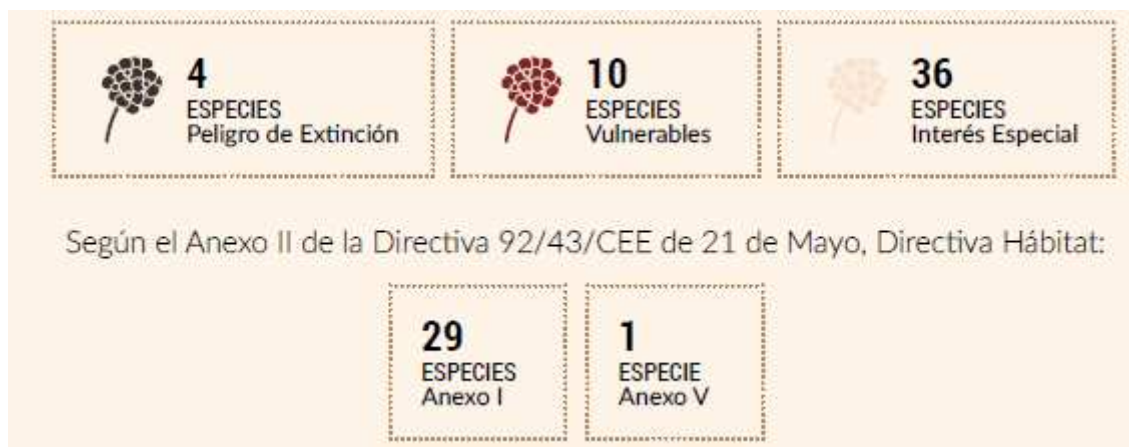 4
ESPECIES
Peligro de Extinción
10
ESPECIES
Vulnerables
36
ESPECIES
Interés Especial
Según el Anexo II de la Directiva 92/43/CEE de 21 de Mayo, Directiva Hábitat:
29
ESPECIES
Anexo I
1
ESPECIE
Anexo V